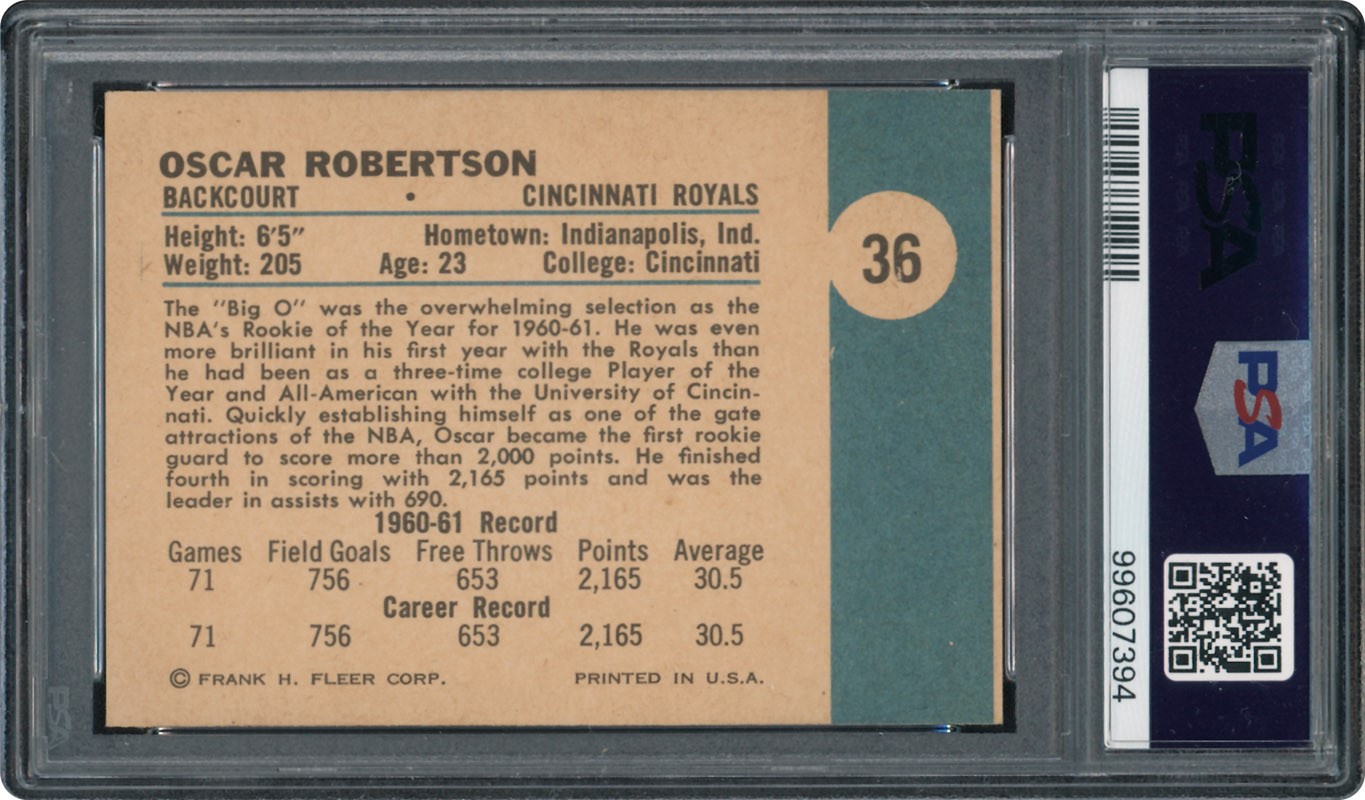 OSCAR ROBERTSON
BACKCOURT • CINCINNATI ROYALS
Height: 6'5" Hometown: Indianapolis, Ind.
Weight: 205 Age: 23 College: Cincinnati
36
The "Big O" was the overwhelming selection as the
NBA's Rookie of the Year for 1960-61. He was even
more brilliant in his first year with the Royals than
he had been as a three-time college Player of the
Year and All-American with the University of Cincin-
nati. Quickly establishing himself as one of the gate
attractions of the NBA, Oscar became the first rookie
guard to score more than 2,000 points. He finished
fourth in scoring with 2,165 points and was the
leader in assists with 690.
1960-61 Record
Games Field Goals Free Throws Points Average
71 756 653 2,165 30.5
Career Record
71 756 653 2,165 30.5
© FRANK H. FLEER CORP. PRINTED IN U.S.A.
PSA
PSA
99607394
PSA